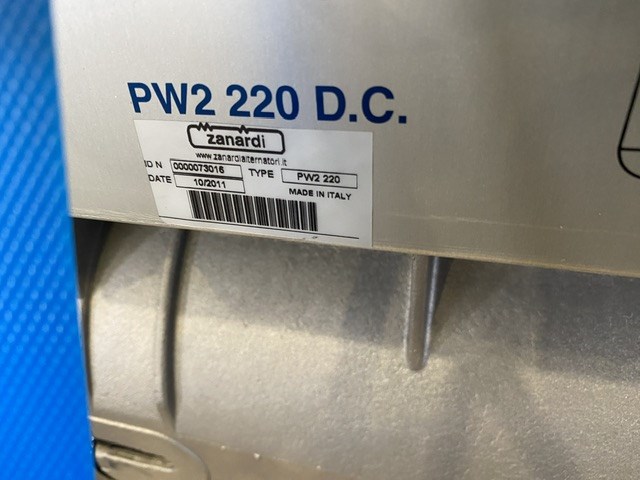 PW2 220 D.C.
zanardi
www.zanardialternatori.it
ID N 0000073016 TYPE PW2 220
DATE 10/2011
MADE IN ITALY